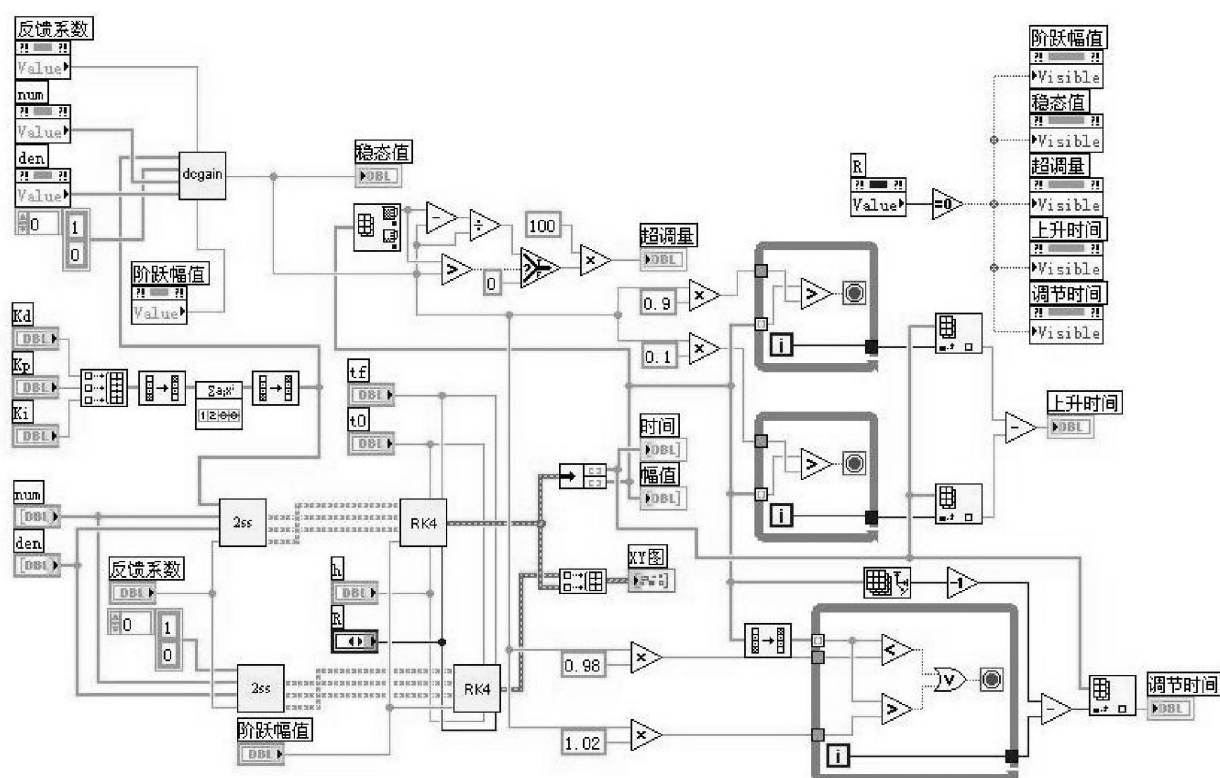 反馈系数
Value
num
Value
den
Value
0
1
0
dcgain
稳态值
DBL
阶跃幅值
Value
100
0
超调量
DBL
0.9
0.1
i
R
Value
=0
阶跃幅值
Visible
稳态值
Visible
超调量
Visible
上升时间
Visible
调节时间
Visible
Kd
DBL
Kp
DBL
Ki
DBL
tf
DBL
t0
DBL
时间
DBL
幅值
DBL
i
上升时间
DBL
num
DBL
den
DBL
2ss
RK4
反馈系数
DBL
0
1
0
h
DBL
R
XY图
-1
2ss
RK4
阶跃幅值
DBL
0.98
1.02
V
i
调节时间
DBL